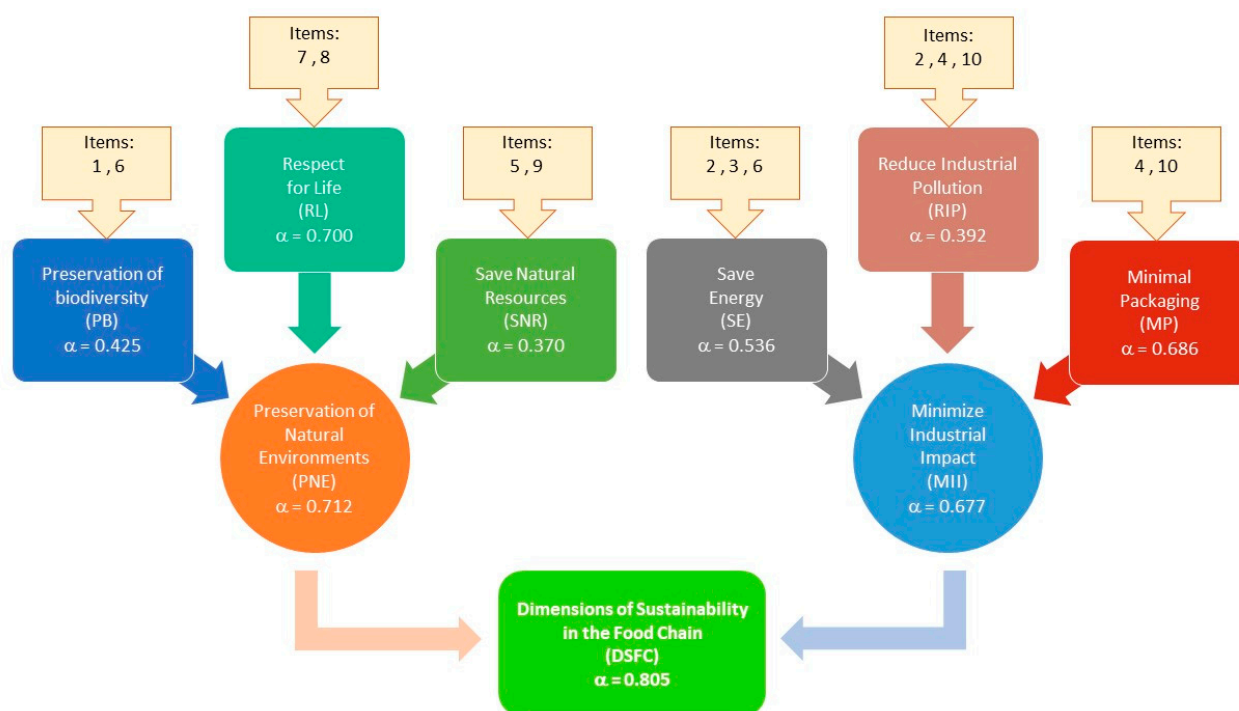 Items:
7 , 8
Items:
2 , 4 , 10
Items:
1 , 6
Respect
for Life
(RL)
α = 0.700
Items:
5 , 9
Items:
2 , 3 , 6
Reduce Industrial
Pollution
(RIP)
α = 0.392
Items:
4 , 10
Preservation of
biodiversity
(PB)
α = 0.425
Save Natural
Resources
(SNR)
α = 0.370
Save
Energy
(SE)
α = 0.536
Minimal
Packaging
(MP)
α = 0.686
Preservation of
Natural
Environments
(PNE)
α = 0.712
Minimize
Industrial
Impact
(MII)
α = 0.677
Dimensions of Sustainability
in the Food Chain
(DSFC)
α = 0.805